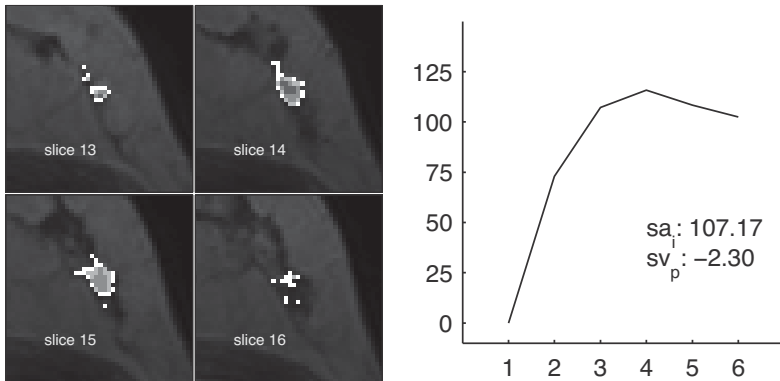 slice 13
slice 14
slice 15
slice 16
125
100
75
50
25
0
sa_i: 107.17
sv_p: −2.30
1 2 3 4 5 6